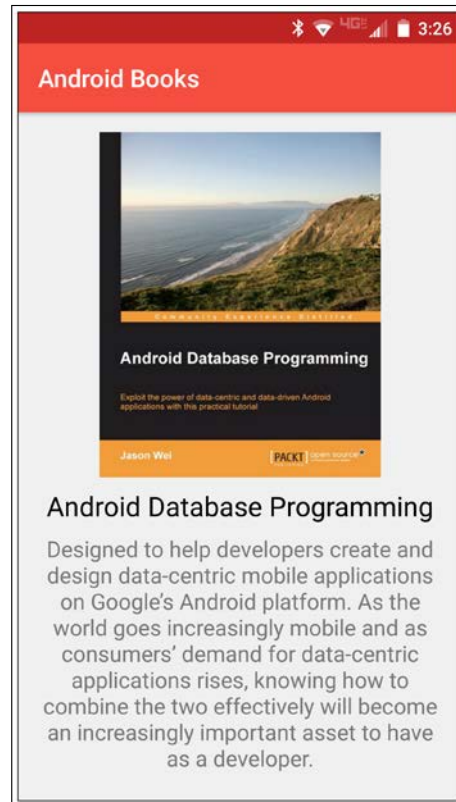 4G 3:26
Android Books
Community Experience Distilled
Android Database Programming
Exploit the power of data-centric and data-driven Android
applications with this practical tutorial
Jason Wei
PACKT open source
Android Database Programming
Designed to help developers create and
design data-centric mobile applications
on Google's Android platform. As the
world goes increasingly mobile and as
consumers' demand for data-centric
applications rises, knowing how to
combine the two effectively will become
an increasingly important asset to have
as a developer.